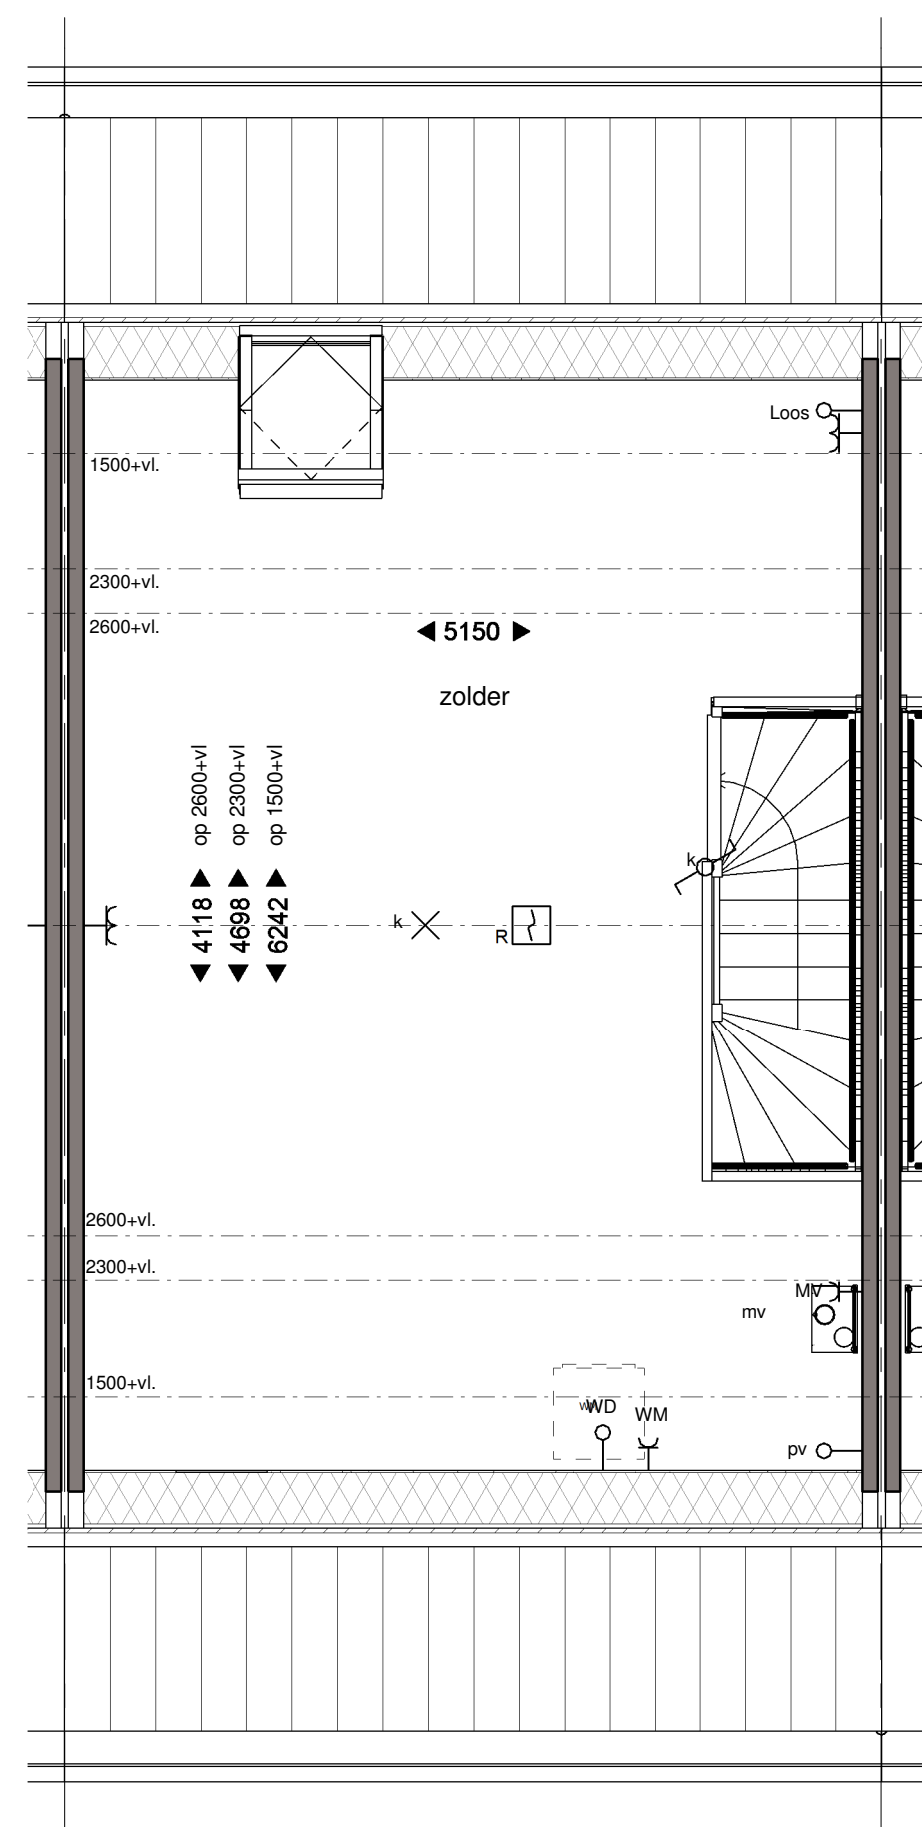 Loos
1500+vl.
2300+vl.
2600+vl.
5150
zolder
op 2600+vl
op 2300+vl
op 1500+vl
4118
4698
6242
k
k
R
2600+vl.
2300+vl.
MV
mv
1500+vl.
WD
WM
pv